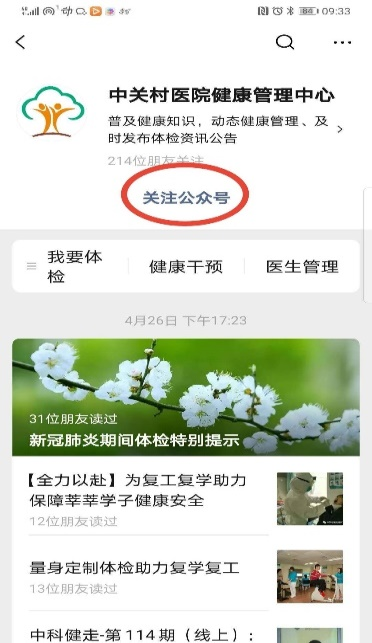 09:33
中关村医院健康管理中心
普及健康知识，动态健康管理、及
时发布体检资讯公告
214位朋友关注
关注公众号
我要体
检
健康干预
医生管理
4月26日 下午17:23
31位朋友读过
新冠肺炎期间体检特别提示
【全力以赴】为复工复学助力
保障莘莘学子健康安全
12位朋友读过
量身定制体检助力复学复工
13位朋友读过
中科健走-第 114 期（线上）：